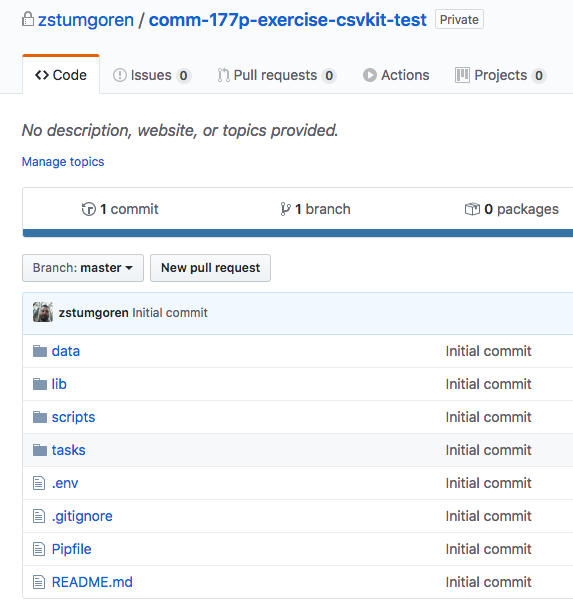 zstumgoren / comm-177p-exercise-csvkit-test Private
Code Issues 0 Pull requests 0 Actions Projects 0
No description, website, or topics provided.
Manage topics
1 commit 1 branch 0 packages
Branch: master New pull request
zstumgoren Initial commit
data Initial commit
lib Initial commit
scripts Initial commit
tasks Initial commit
.env Initial commit
.gitignore Initial commit
Pipfile Initial commit
README.md Initial commit